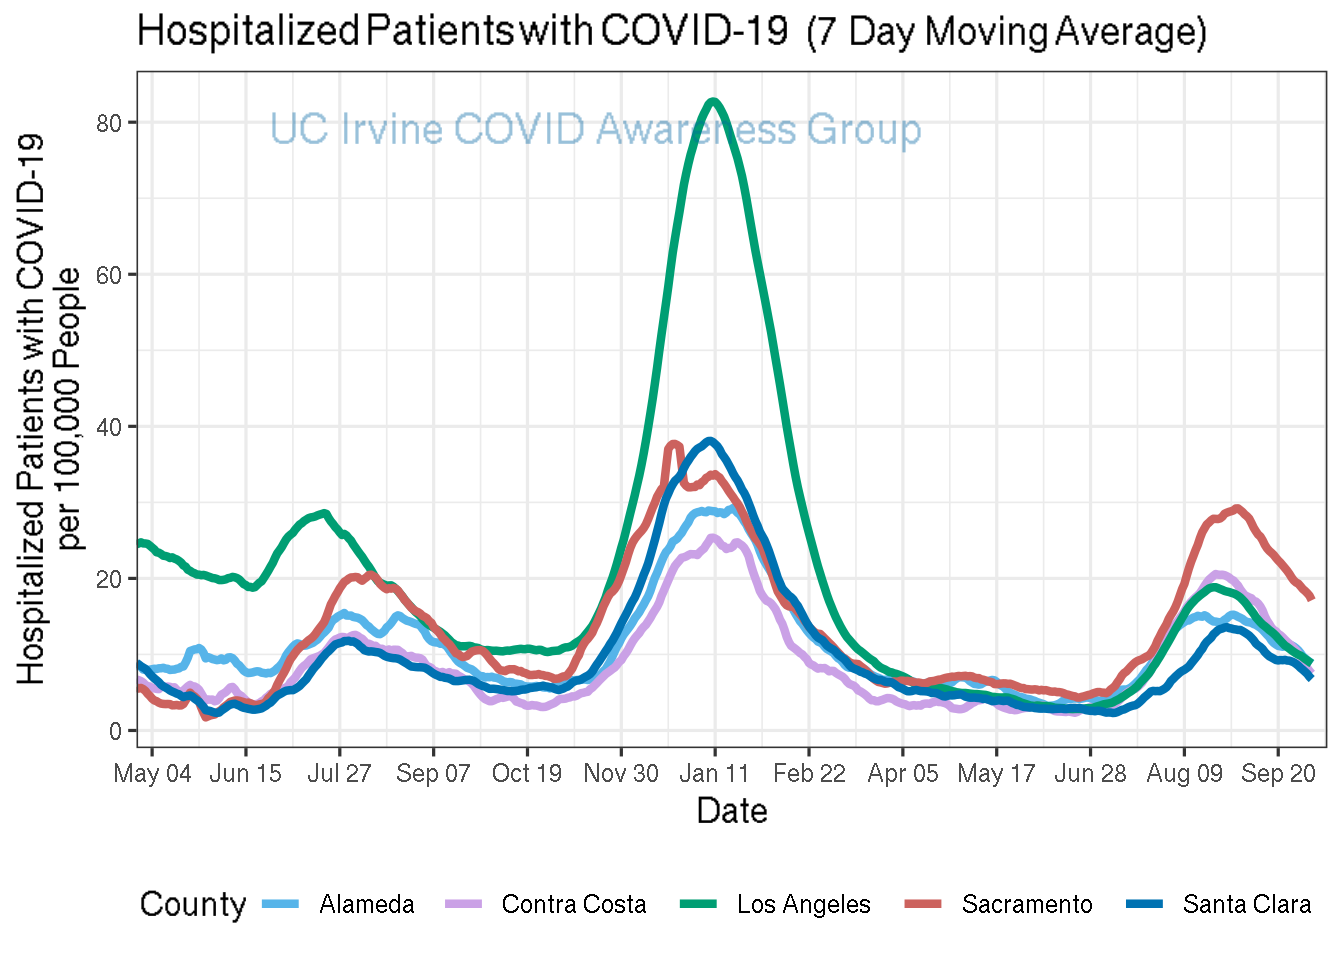 Hospitalized Patients with COVID-19 (7 Day Moving Average)
UC Irvine COVID Awareness Group
Hospitalized Patients with COVID-19
per 100,000 People
80
60
40
20
0
May 04 Jun 15 Jul 27 Sep 07 Oct 19 Nov 30 Jan 11 Feb 22 Apr 05 May 17 Jun 28 Aug 09 Sep 20
Date
County Alameda Contra Costa Los Angeles Sacramento Santa Clara